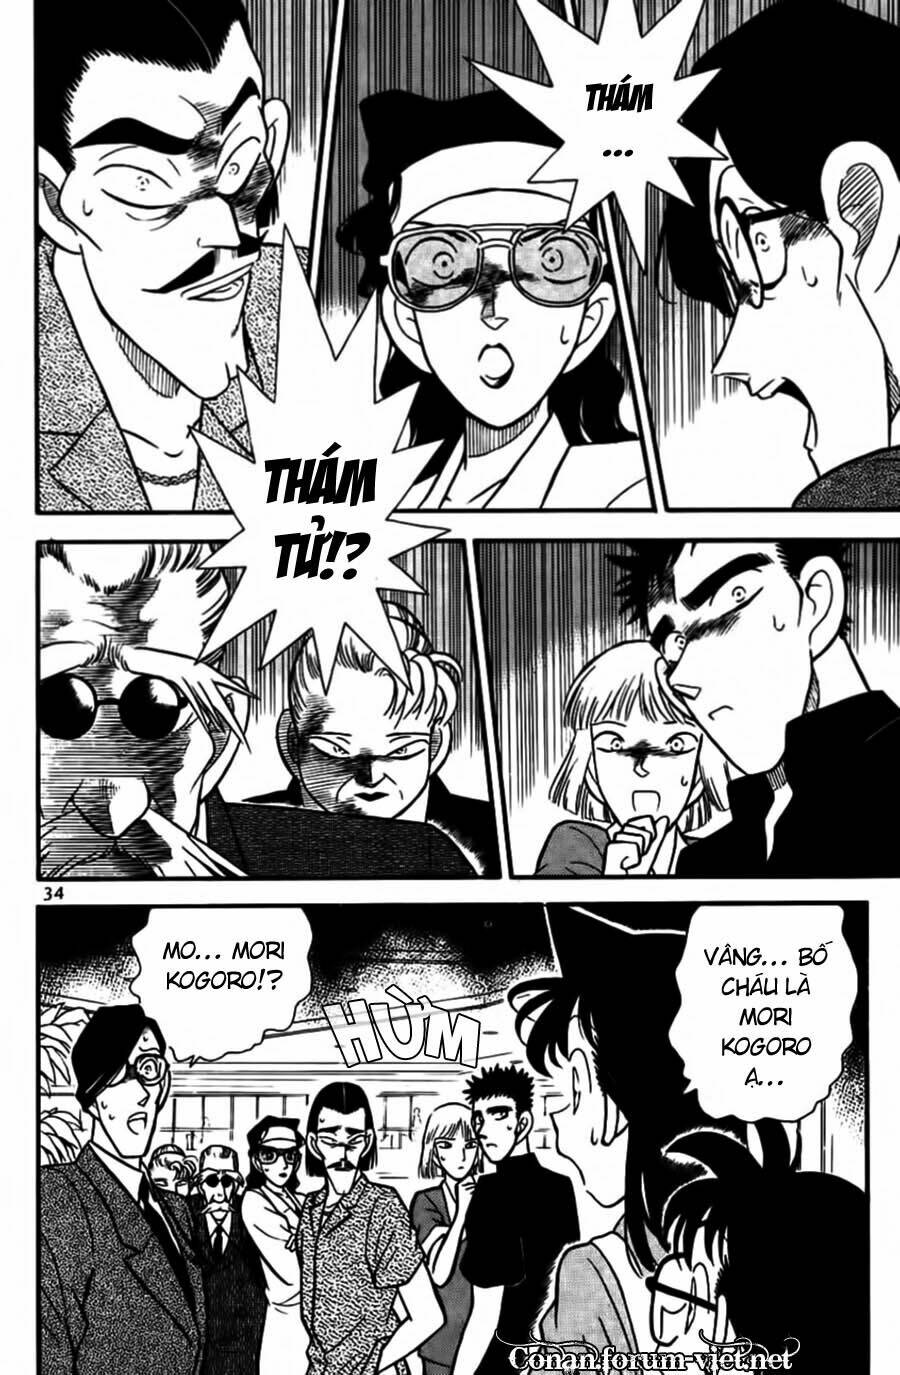 THÁM
...
THÁM
TỬ!?
34
MO... MORI
KOGORO!?
HỪM
VÂNG... BỐ
CHÁU LÀ
MORI
KOGORO
Ạ...
Conan.forum-viet.net